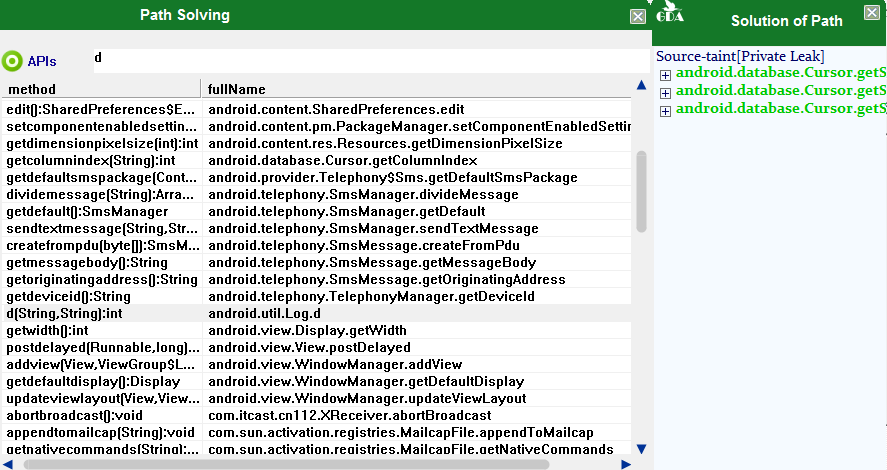 Path Solving
APIs d
method fullName
edit():SharedPreferences$E... android.content.SharedPreferences.edit
setcomponentenabledsettin... android.content.pm.PackageManager.setComponentEnabledSettin
getdimensionpixelsize(int):int android.content.res.Resources.getDimensionPixelSize
getcolumnindex(String):int android.database.Cursor.getColumnIndex
getdefaultsmspackage(Cont... android.provider.Telephony$Sms.getDefaultSmsPackage
dividemessage(String):Arra... android.telephony.SmsManager.divideMessage
getdefault():SmsManager android.telephony.SmsManager.getDefault
sendtextmessage(String,Str... android.telephony.SmsManager.sendTextMessage
createfrompdu(byte[]):SmsM... android.telephony.SmsMessage.createFromPdu
getmessagebody():String android.telephony.SmsMessage.getMessageBody
getoriginatingaddress():String android.telephony.SmsMessage.getOriginatingAddress
getdeviceid():String android.telephony.TelephonyManager.getDeviceId
d(String,String):int android.util.Log.d
getwidth():int android.view.Display.getWidth
postdelayed(Runnable,long)... android.view.View.postDelayed
addview(View,ViewGroup$L... android.view.WindowManager.addView
getdefaultdisplay():Display android.view.WindowManager.getDefaultDisplay
updateviewlayout(View,View... android.view.WindowManager.updateViewLayout
abortbroadcast():void com.itcast.cn112.XReceiver.abortBroadcast
appendtomailcap(String):void com.sun.activation.registries.MailcapFile.appendToMailcap
getnativecommands(String):... com.sun.activation.registries.MailcapFile.getNativeCommands
GDA
Solution of Path
Source-taint[Private Leak]
android.database.Cursor.getS
android.database.Cursor.getS
android.database.Cursor.getS